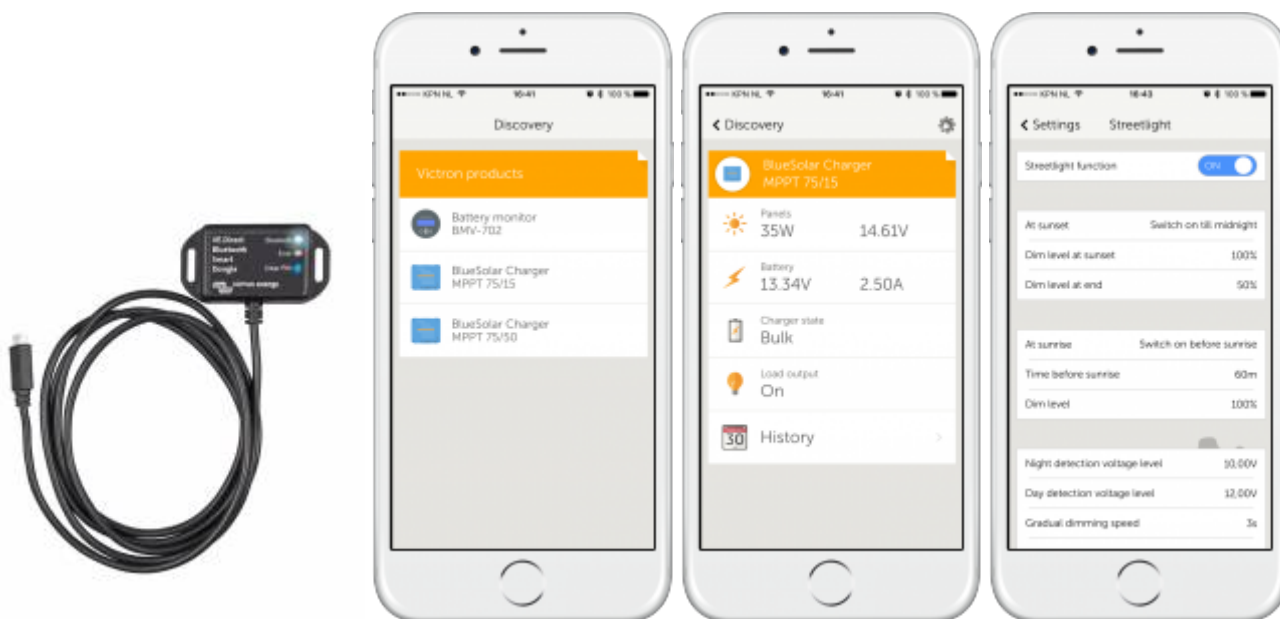 VE.Direct
Bluetooth
Smart
Dongle
Bluetooth
Error
victron energy
KPN NL 16:41 100 %
Discovery
Victron products
Battery monitor
BMV-702
BlueSolar Charger
MPPT 75/15
BlueSolar Charger
MPPT 75/50
KPN NL 16:41 100 %
Discovery
BlueSolar Charger
MPPT 75/15
Panels
35W 14.61V
Battery
13.34V 2.50A
Charger state
Bulk
Load output
On
30 History
KPN NL 16:43 100 %
Settings Streetlight
Streetlight function ON
At sunset Switch on till midnight
Dim level at sunset 100%
Dim level at end 50%
At sunrise Switch on before sunrise
Time before sunrise 60m
Dim level 100%
Night detection voltage level 10,00V
Day detection voltage level 12,00V
Gradual dimming speed 3s